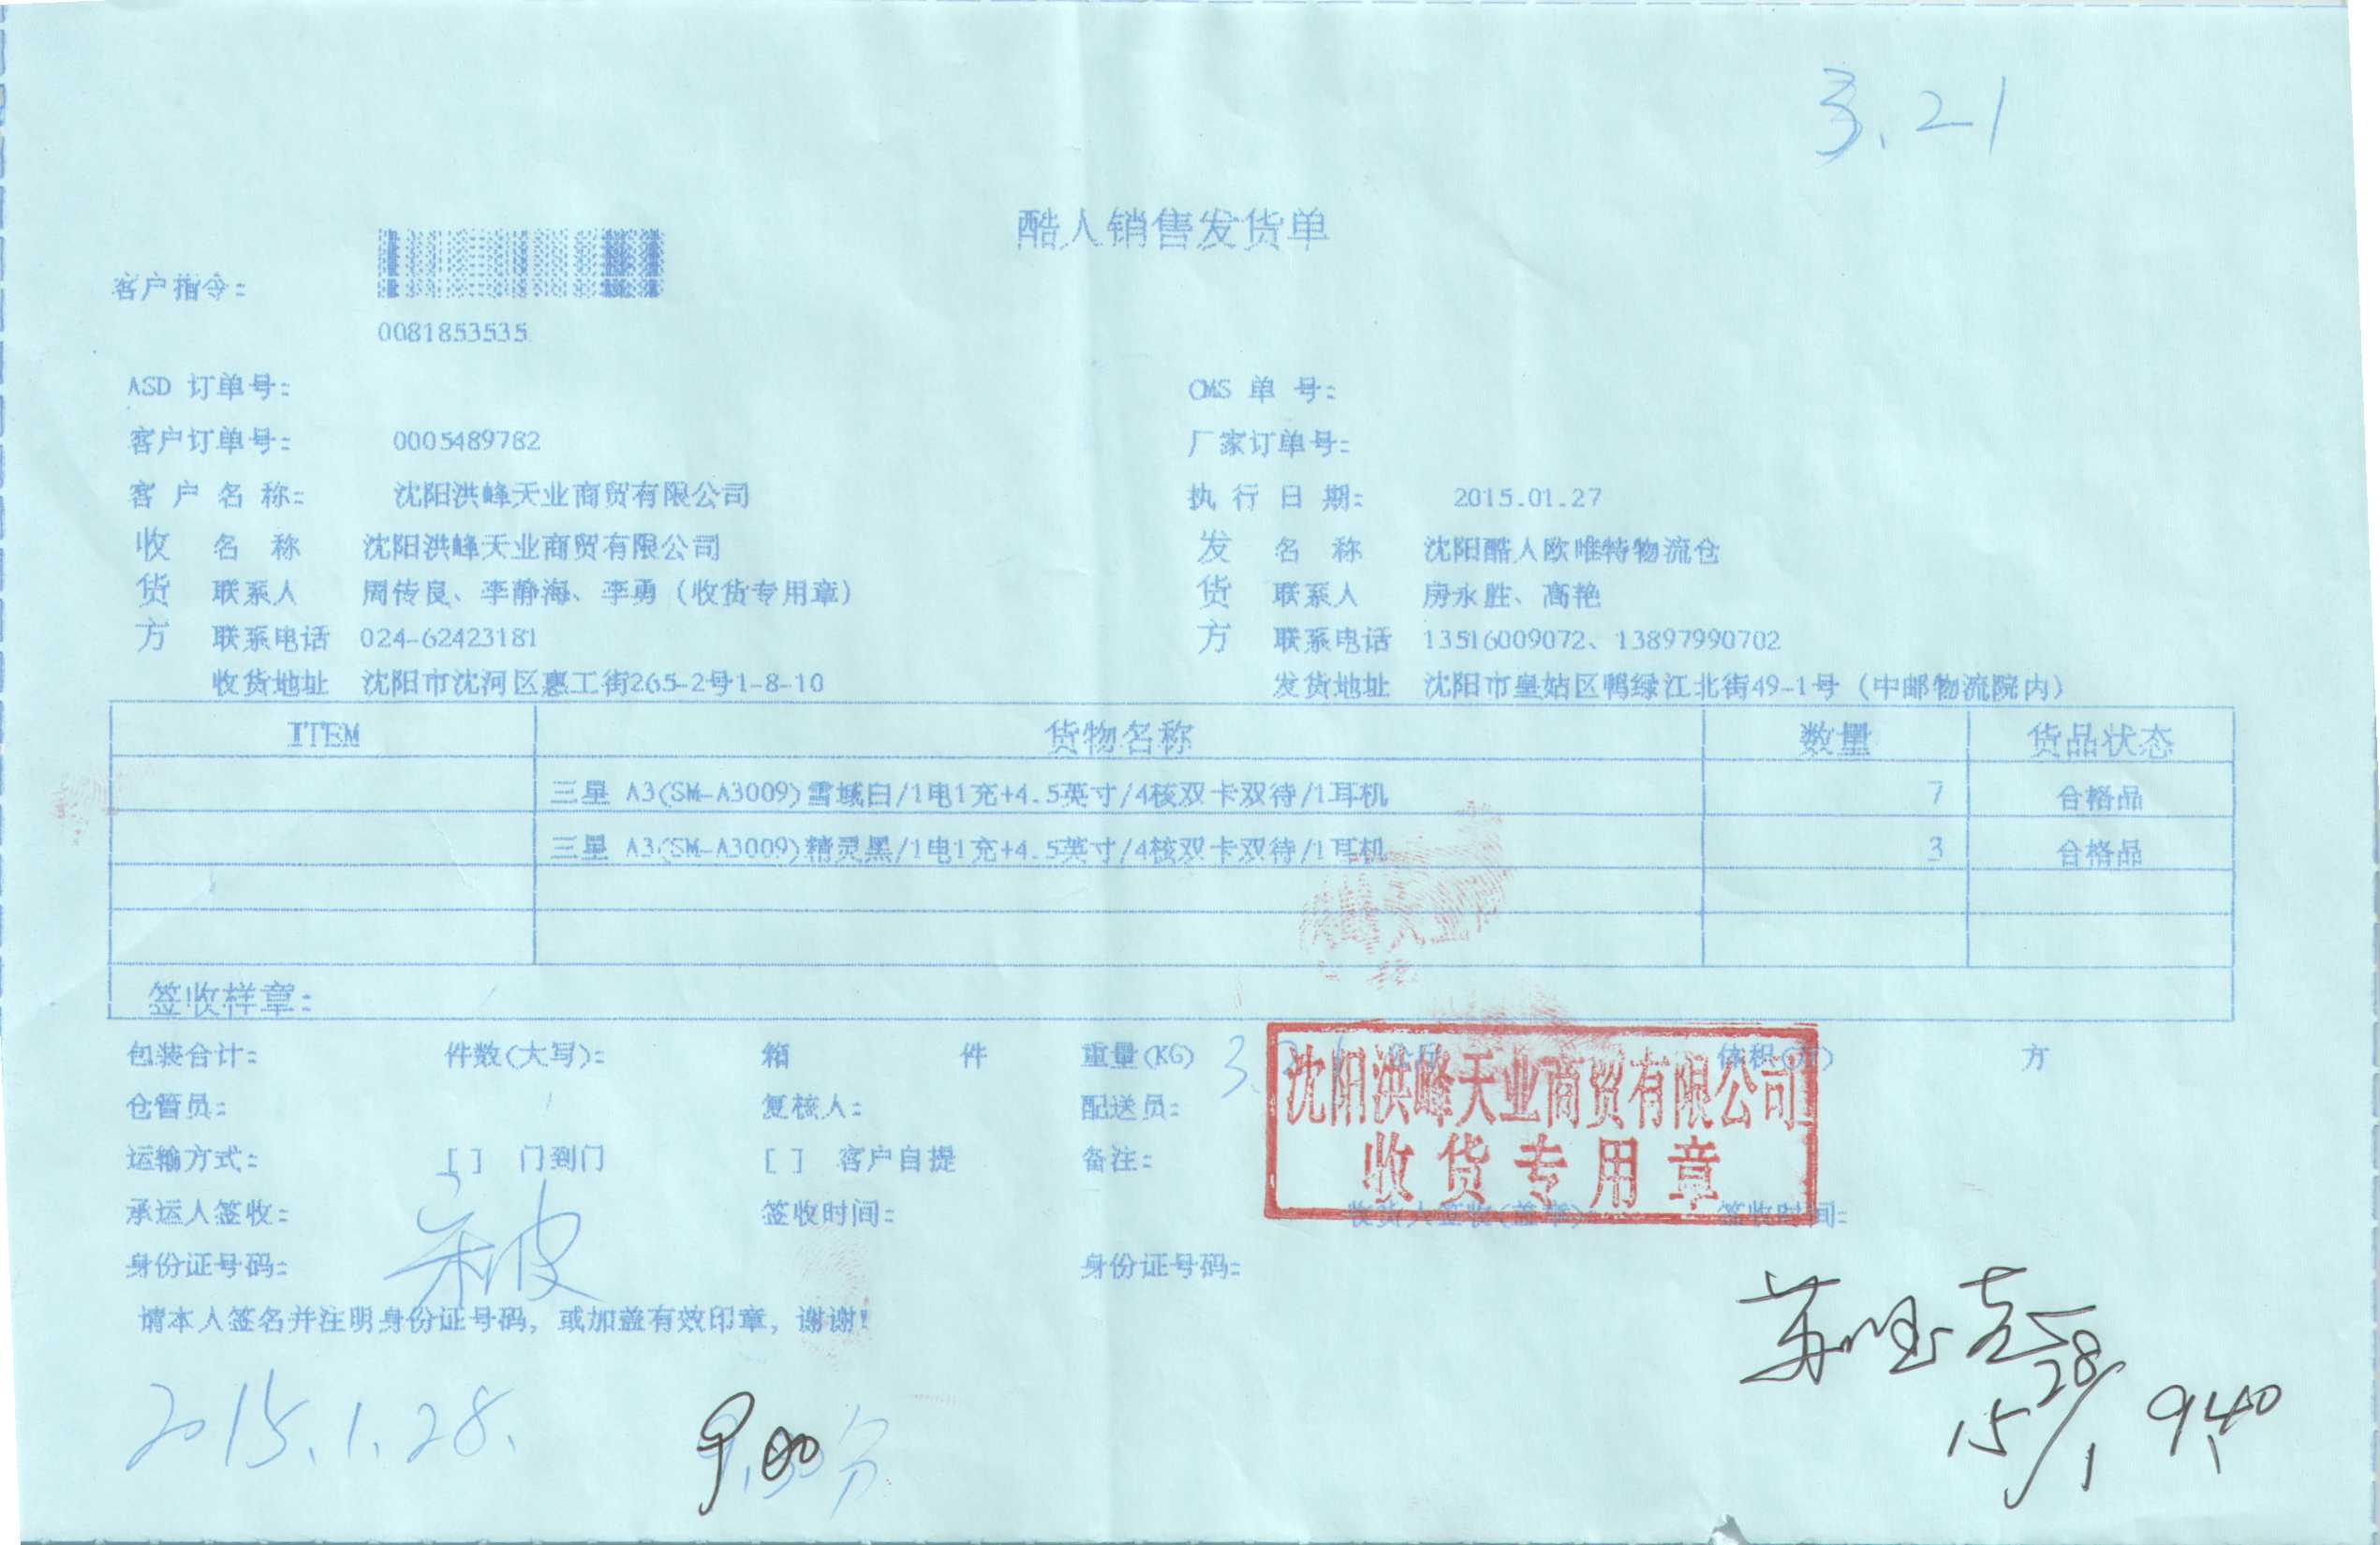 3.21
酷人销售发货单
客户指令:
0081853535
ASD 订单号: OMS 单 号:
客户订单号: 0005489782 厂家订单号:
客 户 名 称: 沈阳洪峰天业商贸有限公司 执 行 日 期: 2015.01.27
收 名 称 沈阳洪峰天业商贸有限公司 发 名 称 沈阳酷人欧唯特物流仓
货 联系人 周传良、李静海、李勇（收货专用章） 货 联系人 房永胜、高艳
方 联系电话 024-62423181 方 联系电话 13516009072、13897990702
收货地址 沈阳市沈河区惠工街265-2号1-8-10 发货地址 沈阳市皇姑区鸭绿江北街49-1号（中邮物流院内）
ITEM 货物名称 数量 货品状态
三星 A3(SM-A3009)雪域白/1电1充+4.5英寸/4核双卡双待/1耳机 7 合格品
三星 A3(SM-A3009)精灵黑/1电1充+4.5英寸/4核双卡双待/1耳机 3 合格品
签收样章:
包装合计: 件数(大写): 箱 件 重量(KG) 体积(方) 方
仓管员: 复核人: 配送员:
沈阳洪峰天业商贸有限公司
收货专用章
运输方式: [ ] 门到门 [ ] 客户自提 备注:
承运人签收: 签收时间: 收货人签收(盖章): 签收时间:
身份证号码: 身份证号码:
请本人签名并注明身份证号码，或加盖有效印章，谢谢!
2015.1.28.
15 28/1 9:40